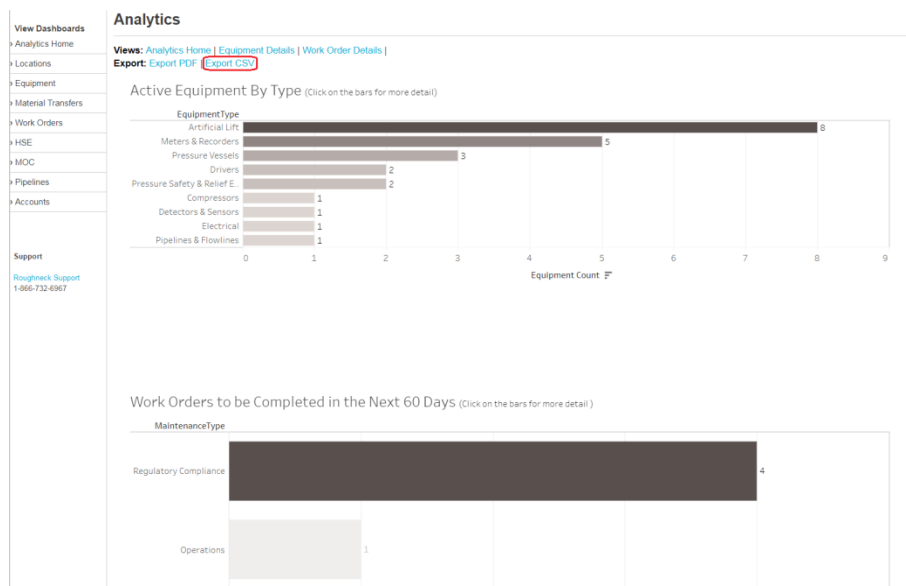 View Dashboards
› Analytics Home
› Locations
› Equipment
› Material Transfers
› Work Orders
› HSE
› MOC
› Pipelines
› Accounts
Support
Roughneck Support
1-866-732-6967
Analytics
Views: Analytics Home | Equipment Details | Work Order Details |
Export: Export PDF | Export CSV
Active Equipment By Type (Click on the bars for more detail)
EquipmentType
Artificial Lift 8
Meters & Recorders 5
Pressure Vessels 3
Drivers 2
Pressure Safety & Relief E.. 2
Compressors 1
Detectors & Sensors 1
Electrical 1
Pipelines & Flowlines 1
0 1 2 3 4 5 6 7 8 9
Equipment Count
Work Orders to be Completed in the Next 60 Days (Click on the bars for more detail )
MaintenanceType
Regulatory Compliance 4
Operations 1